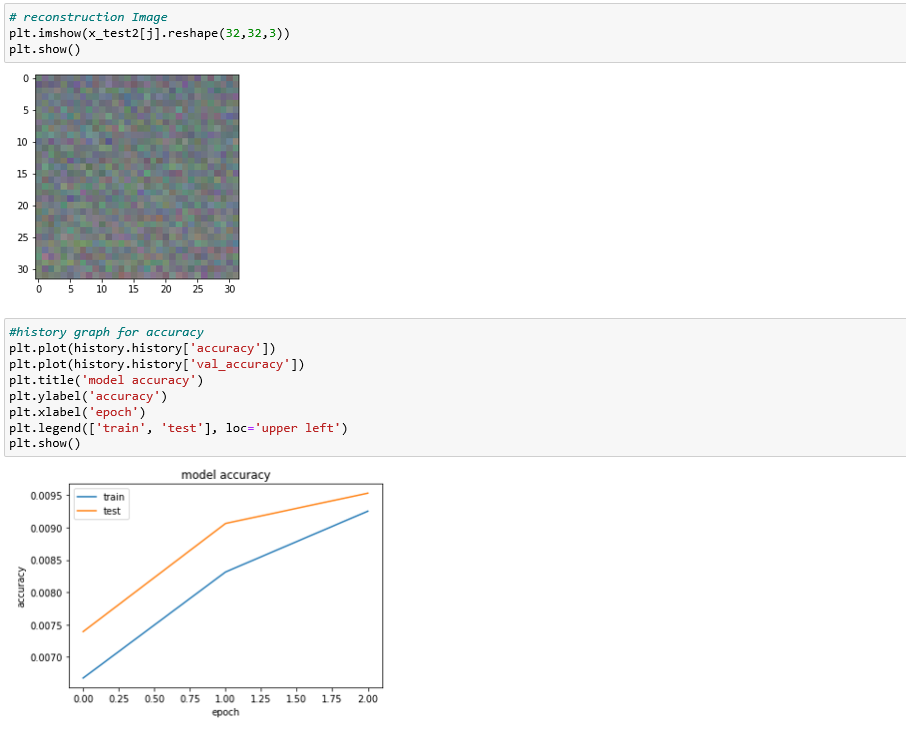 # reconstruction Image
plt.imshow(x_test2[j].reshape(32,32,3))
plt.show()
0
5
10
15
20
25
30
0 5 10 15 20 25 30
#history graph for accuracy
plt.plot(history.history['accuracy'])
plt.plot(history.history['val_accuracy'])
plt.title('model accuracy')
plt.ylabel('accuracy')
plt.xlabel('epoch')
plt.legend(['train', 'test'], loc='upper left')
plt.show()
model accuracy
train
test
accuracy
0.0095
0.0090
0.0085
0.0080
0.0075
0.0070
0.00 0.25 0.50 0.75 1.00 1.25 1.50 1.75 2.00
epoch